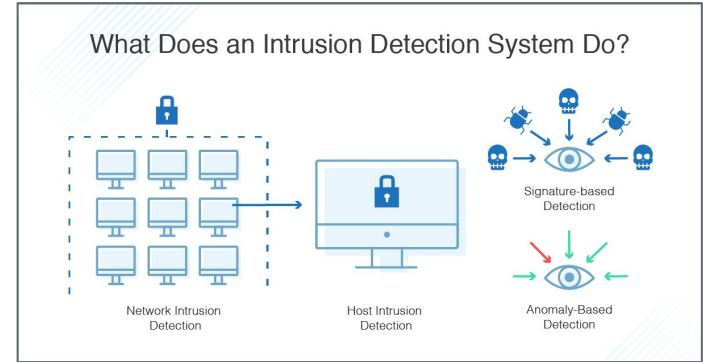 What Does an Intrusion Detection System Do?
Network Intrusion
Detection
Host Intrusion
Detection
Signature-based
Detection
Anomaly-Based
Detection